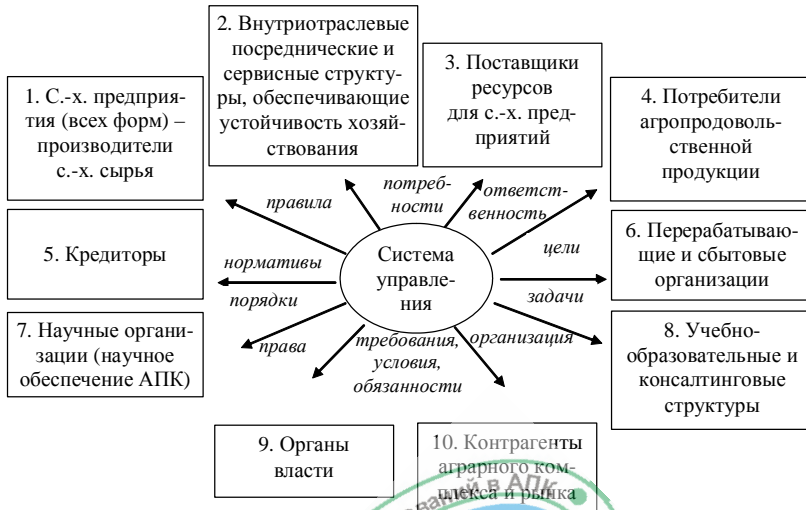 2. Внутриотраслевые
посреднические и
сервисные структу-
ры, обеспечивающие
устойчивость хозяй-
ствования
3. Поставщики
ресурсов
для с.-х. пред-
приятий
1. С.-х. предприя-
тия (всех форм) –
производители
с.-х. сырья
4. Потребители
агропродоволь-
ственной
продукции
правила
потреб-
ности
ответст-
венность
цели
5. Кредиторы
нормативы
порядки
Система
управле-
ния
6. Перерабатываю-
щие и сбытовые
организации
задачи
7. Научные органи-
зации (научное
обеспечение АПК)
права
требования,
условия,
обязанности
организация
8. Учебно-
образовательные и
консалтинговые
структуры
9. Органы
власти
10. Контрагенты
аграрного ком-
плекса и рынка
в АПК